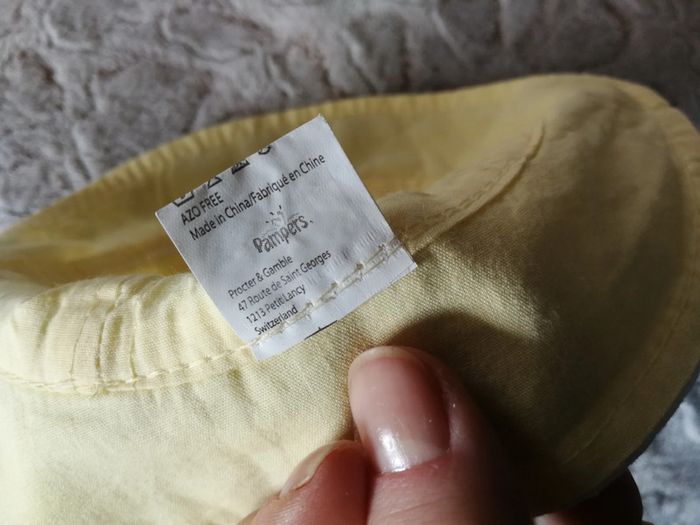 AZO FREE
Made in China/Fabriqué en Chine
Pampers.
Procter & Gamble
47 Route de Saint Georges
1213 Petit Lancy
Switzerland